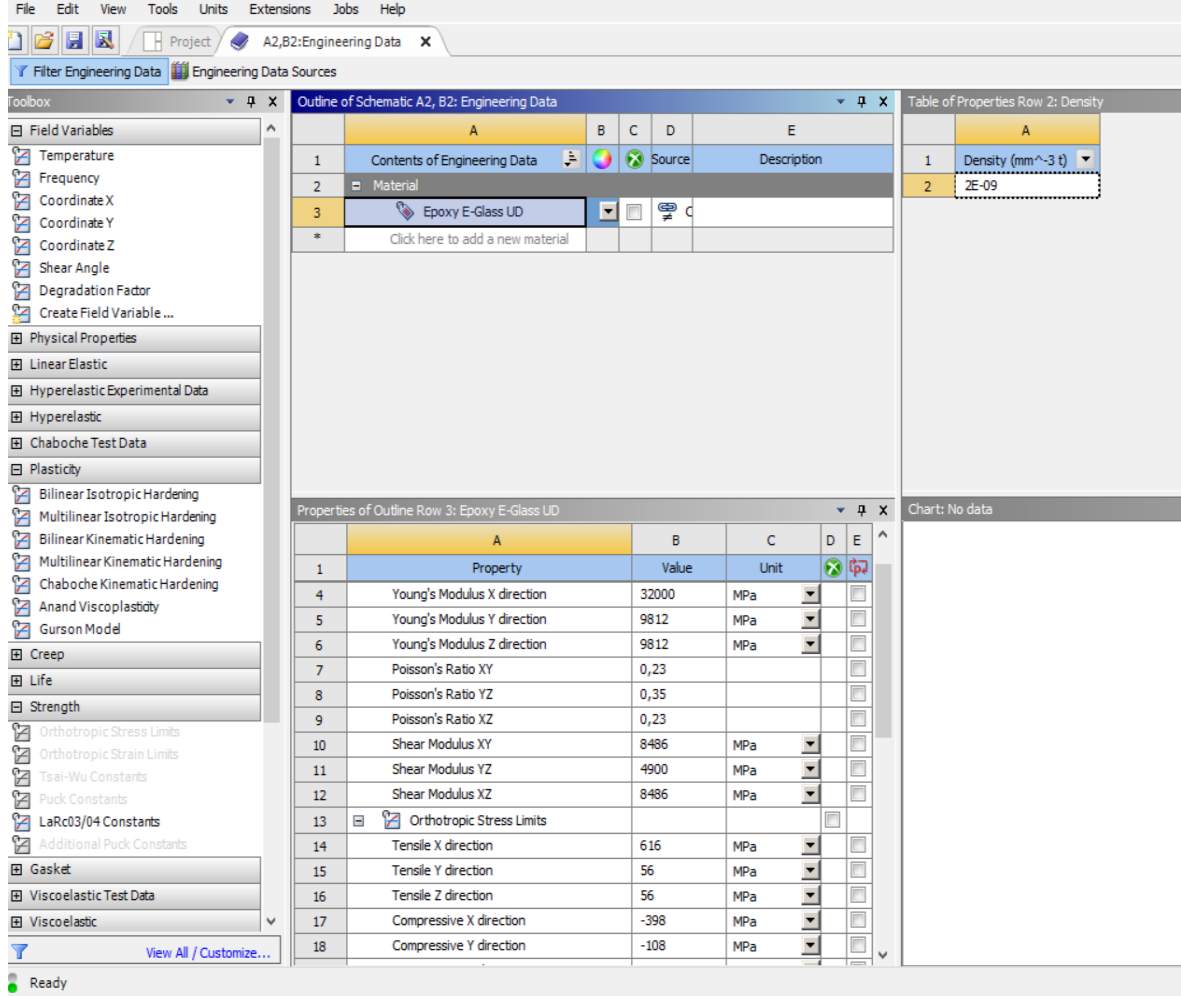 File Edit View Tools Units Extensions Jobs Help
Project A2,B2:Engineering Data X
Filter Engineering Data Engineering Data Sources
Toolbox
Field Variables
Temperature
Frequency
Coordinate X
Coordinate Y
Coordinate Z
Shear Angle
Degradation Factor
Create Field Variable ...
Physical Properties
Linear Elastic
Hyperelastic Experimental Data
Hyperelastic
Chaboche Test Data
Plasticity
Bilinear Isotropic Hardening
Multilinear Isotropic Hardening
Bilinear Kinematic Hardening
Multilinear Kinematic Hardening
Chaboche Kinematic Hardening
Anand Viscoplasticity
Gurson Model
Creep
Life
Strength
Orthotropic Stress Limits
Orthotropic Strain Limits
Tsai-Wu Constants
Puck Constants
LaRc03/04 Constants
Additional Puck Constants
Gasket
Viscoelastic Test Data
Viscoelastic
View All / Customize...
Ready
Outline of Schematic A2, B2: Engineering Data
A B C D E
1 Contents of Engineering Data Source Description
2 Material
3 Epoxy E-Glass UD C
* Click here to add a new material
Properties of Outline Row 3: Epoxy E-Glass UD
A B C D E
1 Property Value Unit
4 Young's Modulus X direction 32000 MPa
5 Young's Modulus Y direction 9812 MPa
6 Young's Modulus Z direction 9812 MPa
7 Poisson's Ratio XY 0,23
8 Poisson's Ratio YZ 0,35
9 Poisson's Ratio XZ 0,23
10 Shear Modulus XY 8486 MPa
11 Shear Modulus YZ 4900 MPa
12 Shear Modulus XZ 8486 MPa
13 Orthotropic Stress Limits
14 Tensile X direction 616 MPa
15 Tensile Y direction 56 MPa
16 Tensile Z direction 56 MPa
17 Compressive X direction -398 MPa
18 Compressive Y direction -108 MPa
Table of Properties Row 2: Density
A
1 Density (mm^-3 t)
2 2E-09
Chart: No data